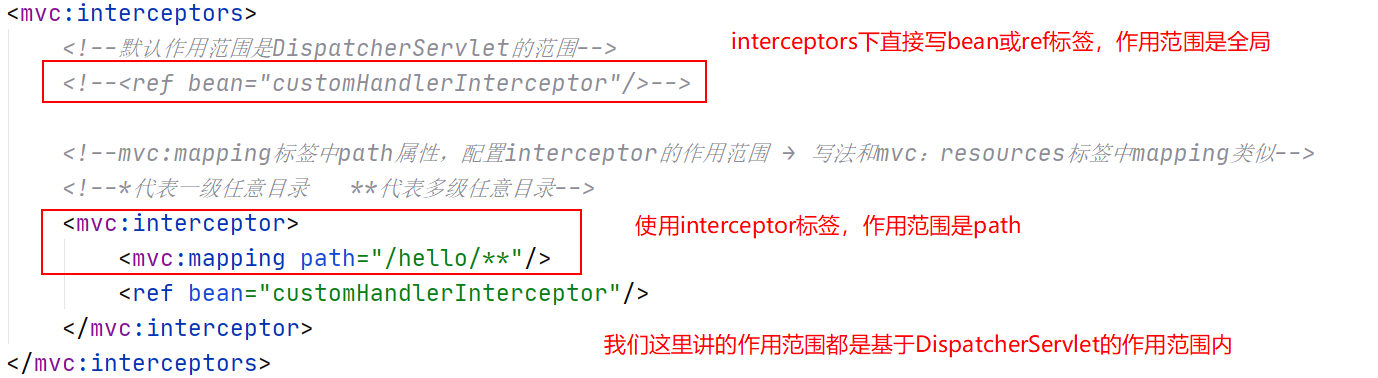 <mvc:interceptors>
<!--默认作用范围是DispatcherServlet的范围-->
interceptors下直接写bean或ref标签，作用范围是全局
<!--<ref bean="customHandlerInterceptor"/>-->
<!--mvc:mapping标签中path属性，配置interceptor的作用范围 → 写法和mvc：resources标签中mapping类似-->
<!--*代表一级任意目录   **代表多级任意目录-->
<mvc:interceptor>
使用interceptor标签，作用范围是path
<mvc:mapping path="/hello/**"/>
<ref bean="customHandlerInterceptor"/>
</mvc:interceptor>
我们这里讲的作用范围都是基于DispatcherServlet的作用范围内
</mvc:interceptors>